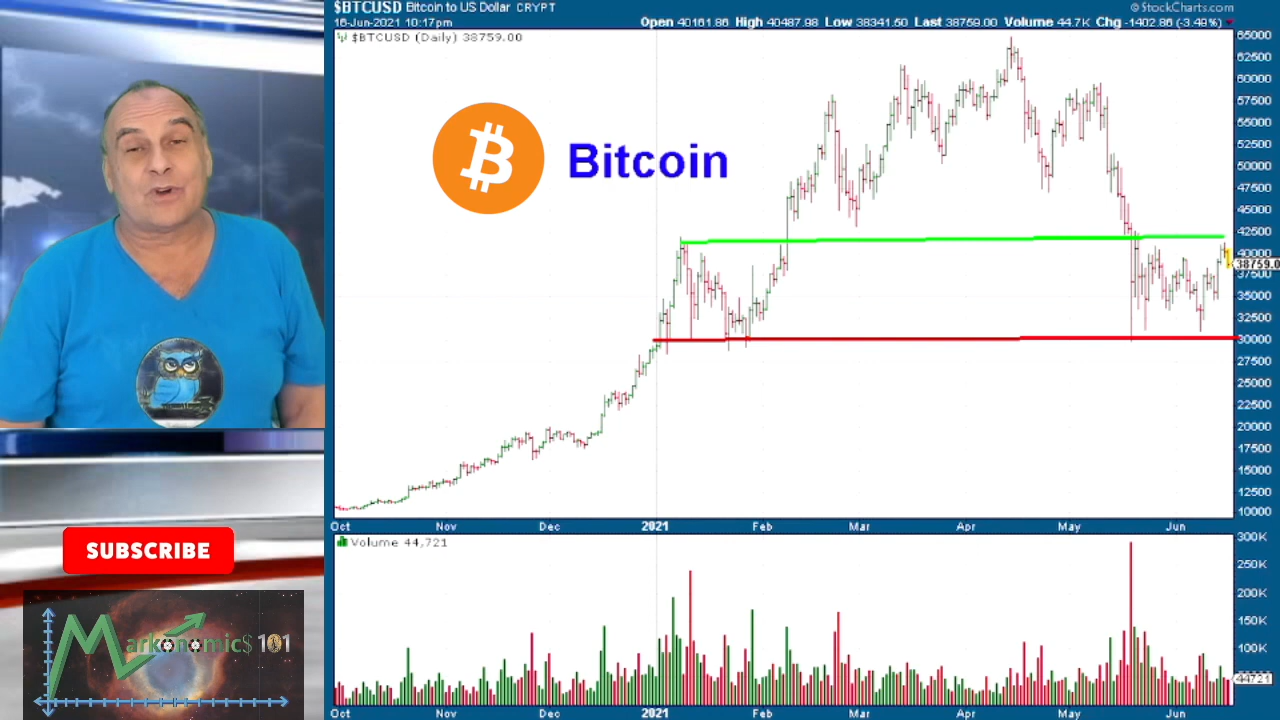 $BTCUSD Bitcoin to US Dollar CRYPT
© StockCharts.com
16-Jun-2021 10:17pm
Open 40161.86 High 40487.98 Low 38341.50 Last 38759.00 Volume 44.7K Chg -1402.86 (-3.49%)
$BTCUSD (Daily) 38759.00
Bitcoin
65000
62500
60000
57500
55000
52500
50000
47500
45000
42500
40000
38759.0
37500
35000
32500
30000
27500
25000
22500
20000
17500
15000
12500
10000
Oct Nov Dec 2021 Feb Mar Apr May Jun
Volume 44,721
300K
250K
200K
150K
100K
44721
Oct Nov Dec 2021 Feb Mar Apr May Jun
SUBSCRIBE
Markonomic$ 101